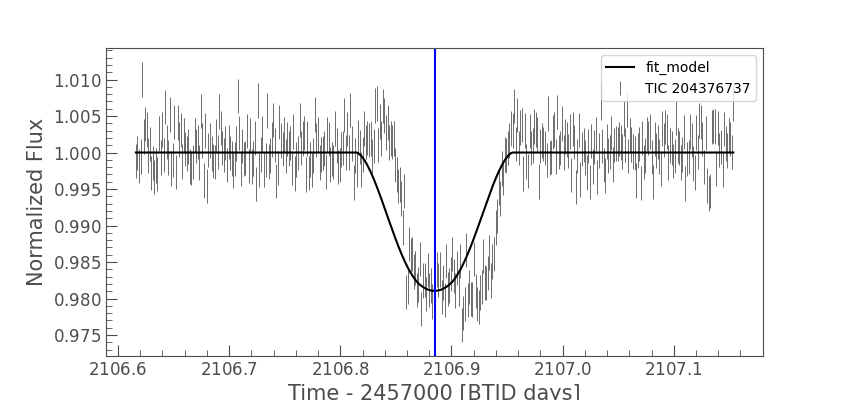 fit_model
TIC 204376737
1.010
1.005
1.000
0.995
0.990
0.985
0.980
0.975
Normalized Flux
2106.6 2106.7 2106.8 2106.9 2107.0 2107.1
Time - 2457000 [BTJD days]